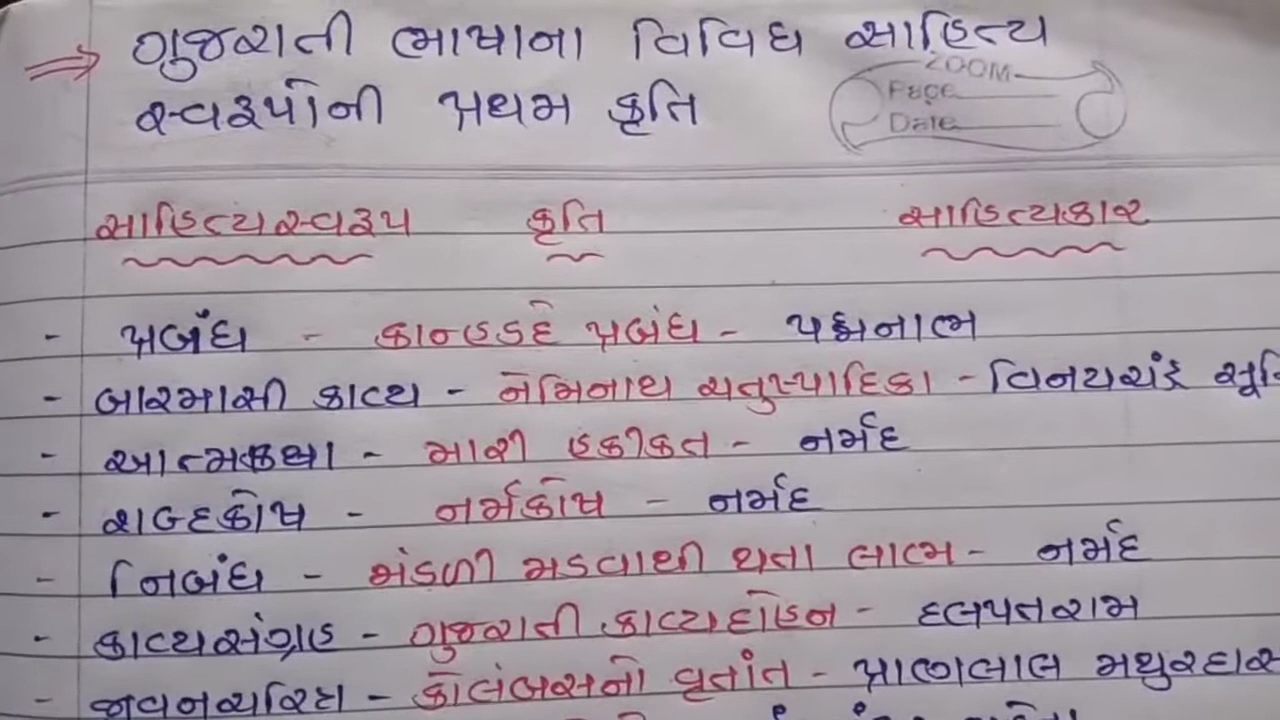 ⇒ ગુજરાતી ભાષાના વિવિધ સાહિત્ય
સ્વરૂપોની પ્રથમ કૃતિ
ZOOM
Page
Date
સાહિત્યસ્વરૂપ કૃતિ સાહિત્યકાર
- પ્રબંધ - કાન્હડદે પ્રબંધ - પદ્મનાભ
- બારમાસી કાવ્ય - નેમિનાથ ચતુષ્પાદિકા - વિનયચંદ્ર
- આત્મકથા - મારી હકીકત - નર્મદ
- શબ્દકોષ - નર્મકોષ - નર્મદ
- નિબંધ - મંડળી મળવાથી થતા લાભ - નર્મદ
- કાવ્યસંગ્રહ - ગુજરાતી કાવ્યદોહન - દલપતરામ
- જીવનચરિત્ર - કોલંબસનો વૃતાંત - પ્રાણલાલ મથુરદાસ